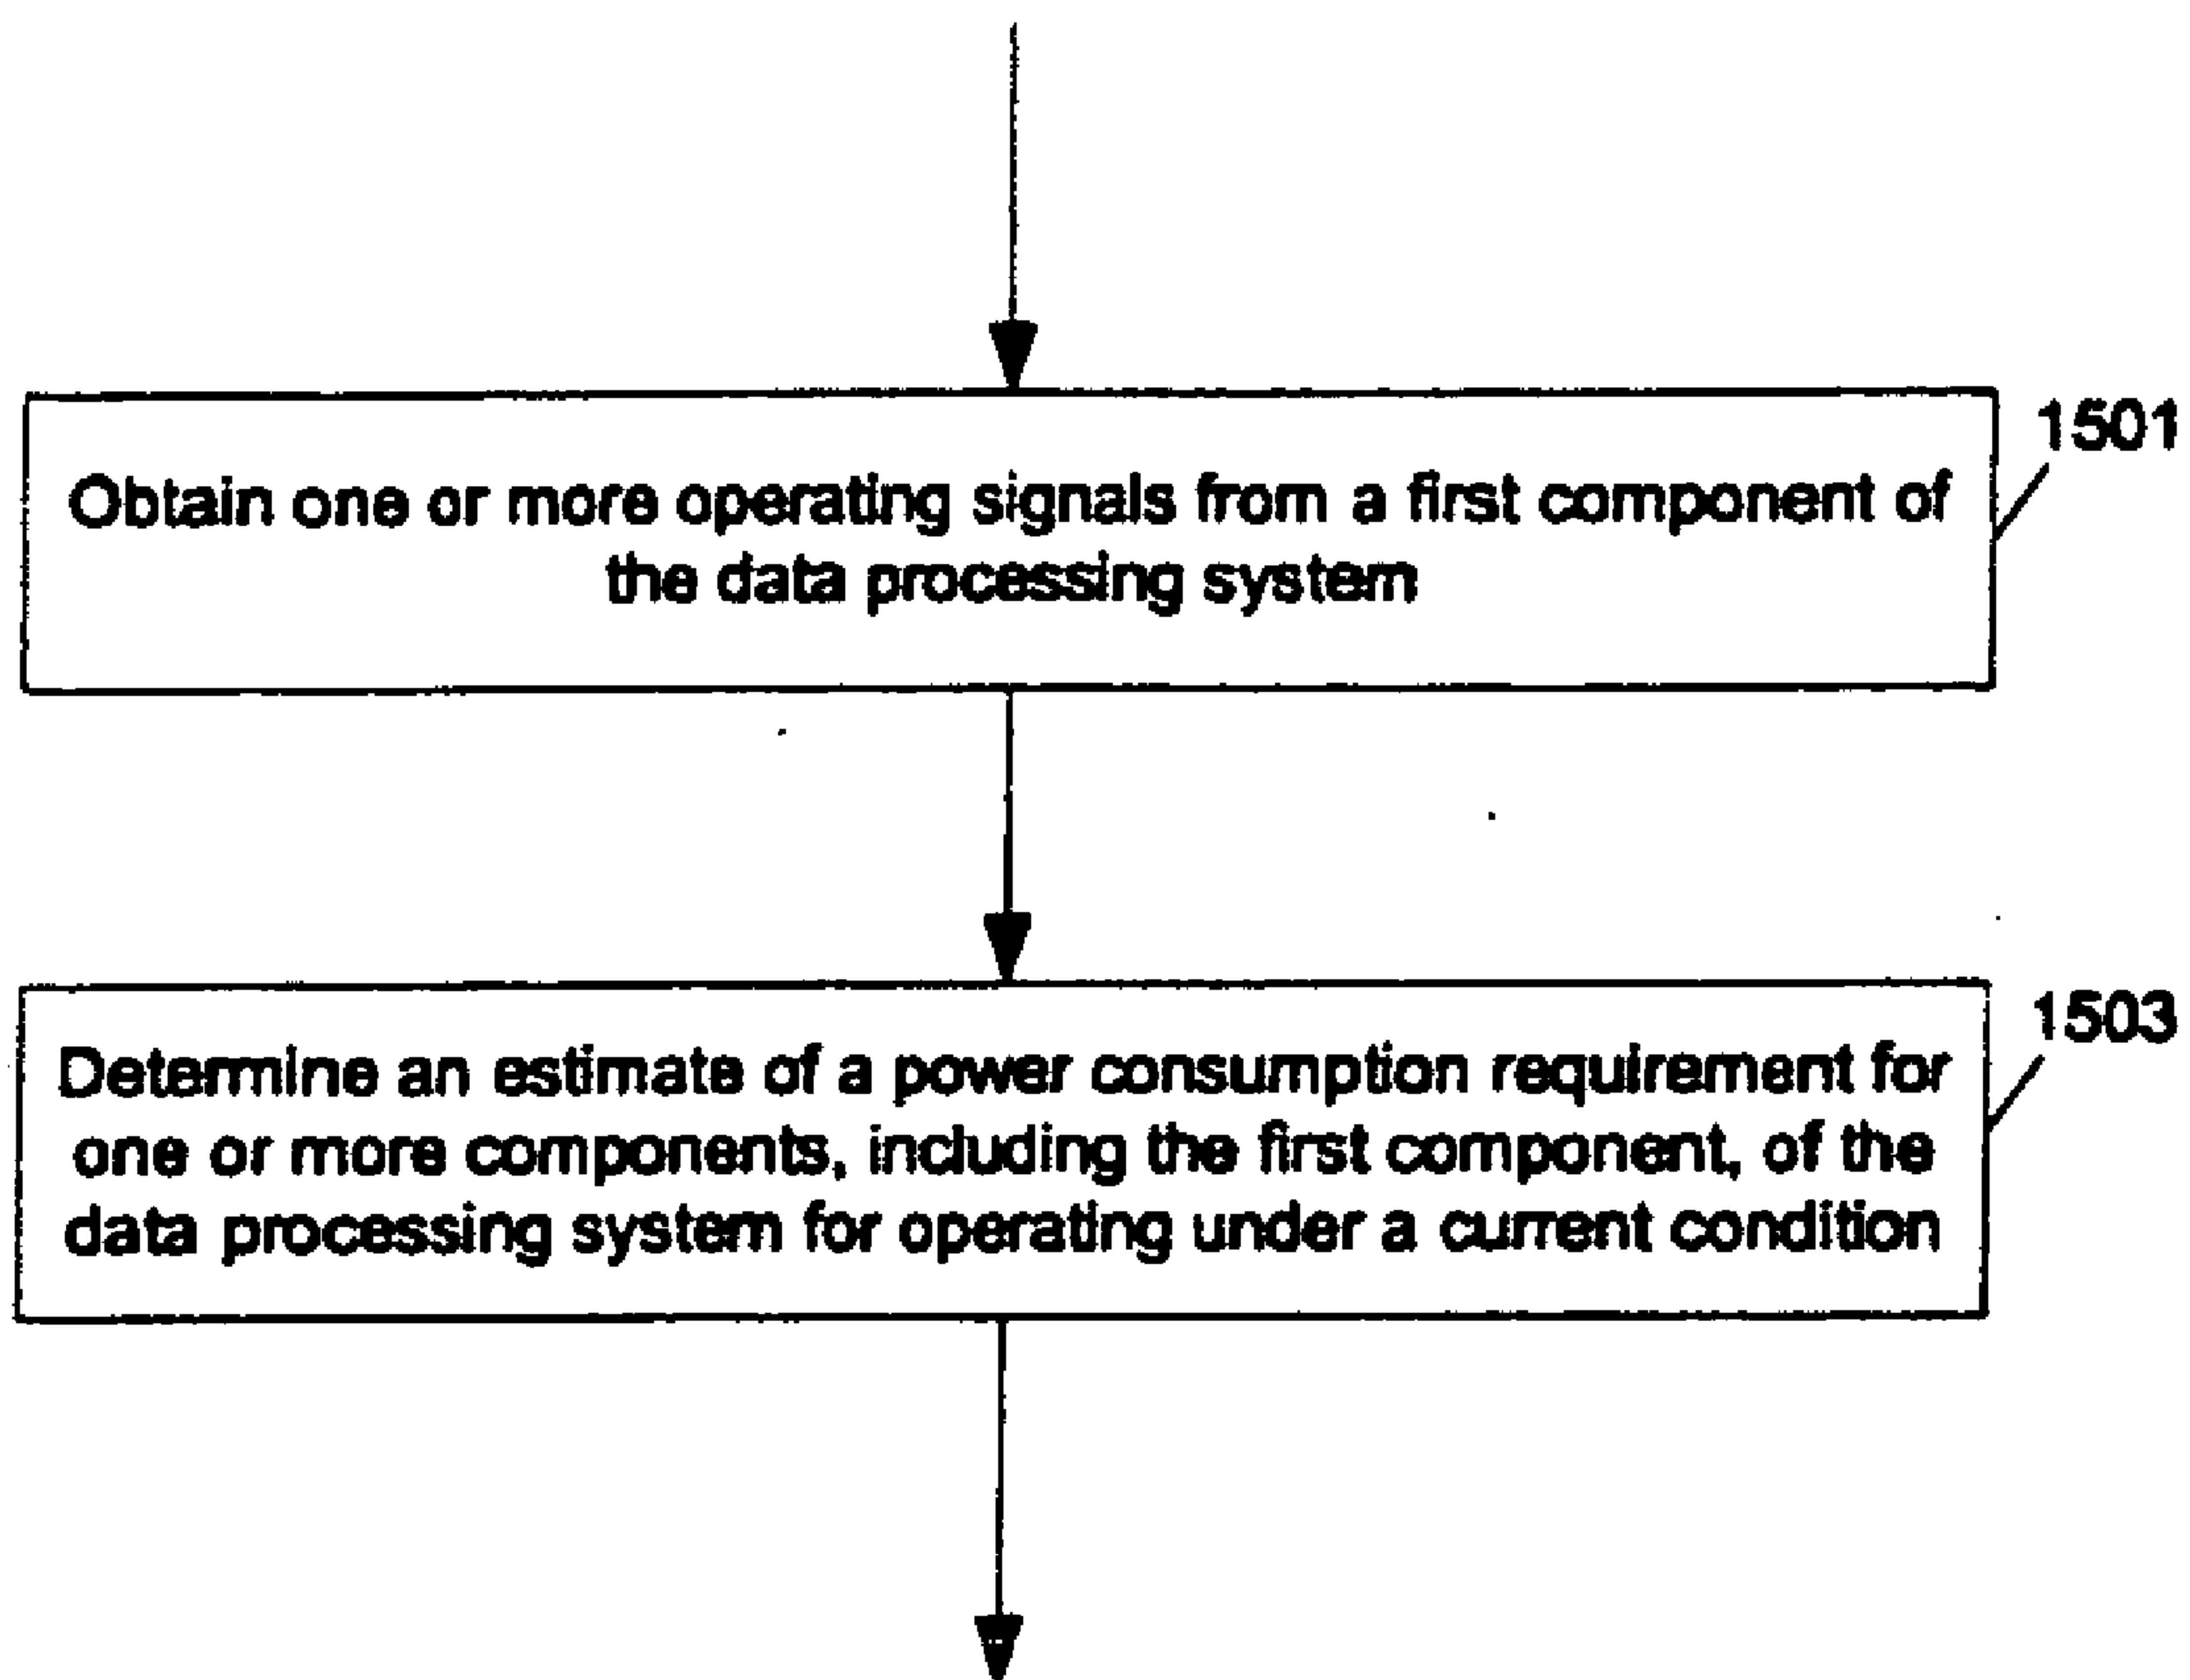 1501
Obtain one or more operating signals from a first component of
the data processing system
1503
Determine an estimate of a power consumption requirement for
one or more components, including the first component, of the
data processing system for operating under a current condition